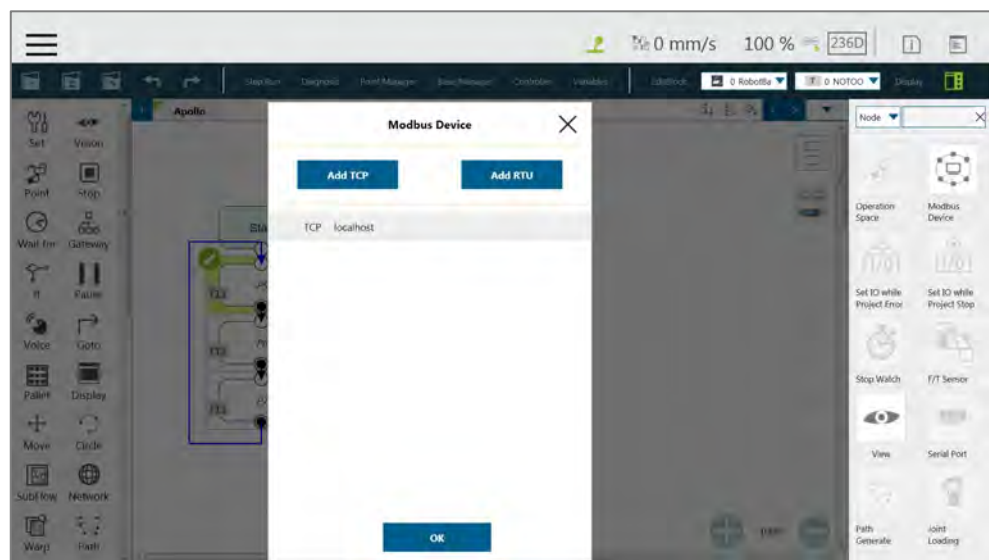 0 mm/s 100 % 236D
Step Run Diagnosis Point Manager Base Manager Controller Variables
0 NOTOO Display
Node
Apollo
Set Vision
Point Stop
Wait for Gateway
If Pause
Voice Goto
Pallet Display
Move Circle
SubFlow Network
Warp Path
Modbus Device
Add TCP Add RTU
TCP localhost
OK
Operation Space
Modbus Device
Set IO while Project Error
Set IO while Project Stop
Stop Watch F/T Sensor
View Serial Port
Path Generate
Joint Loading